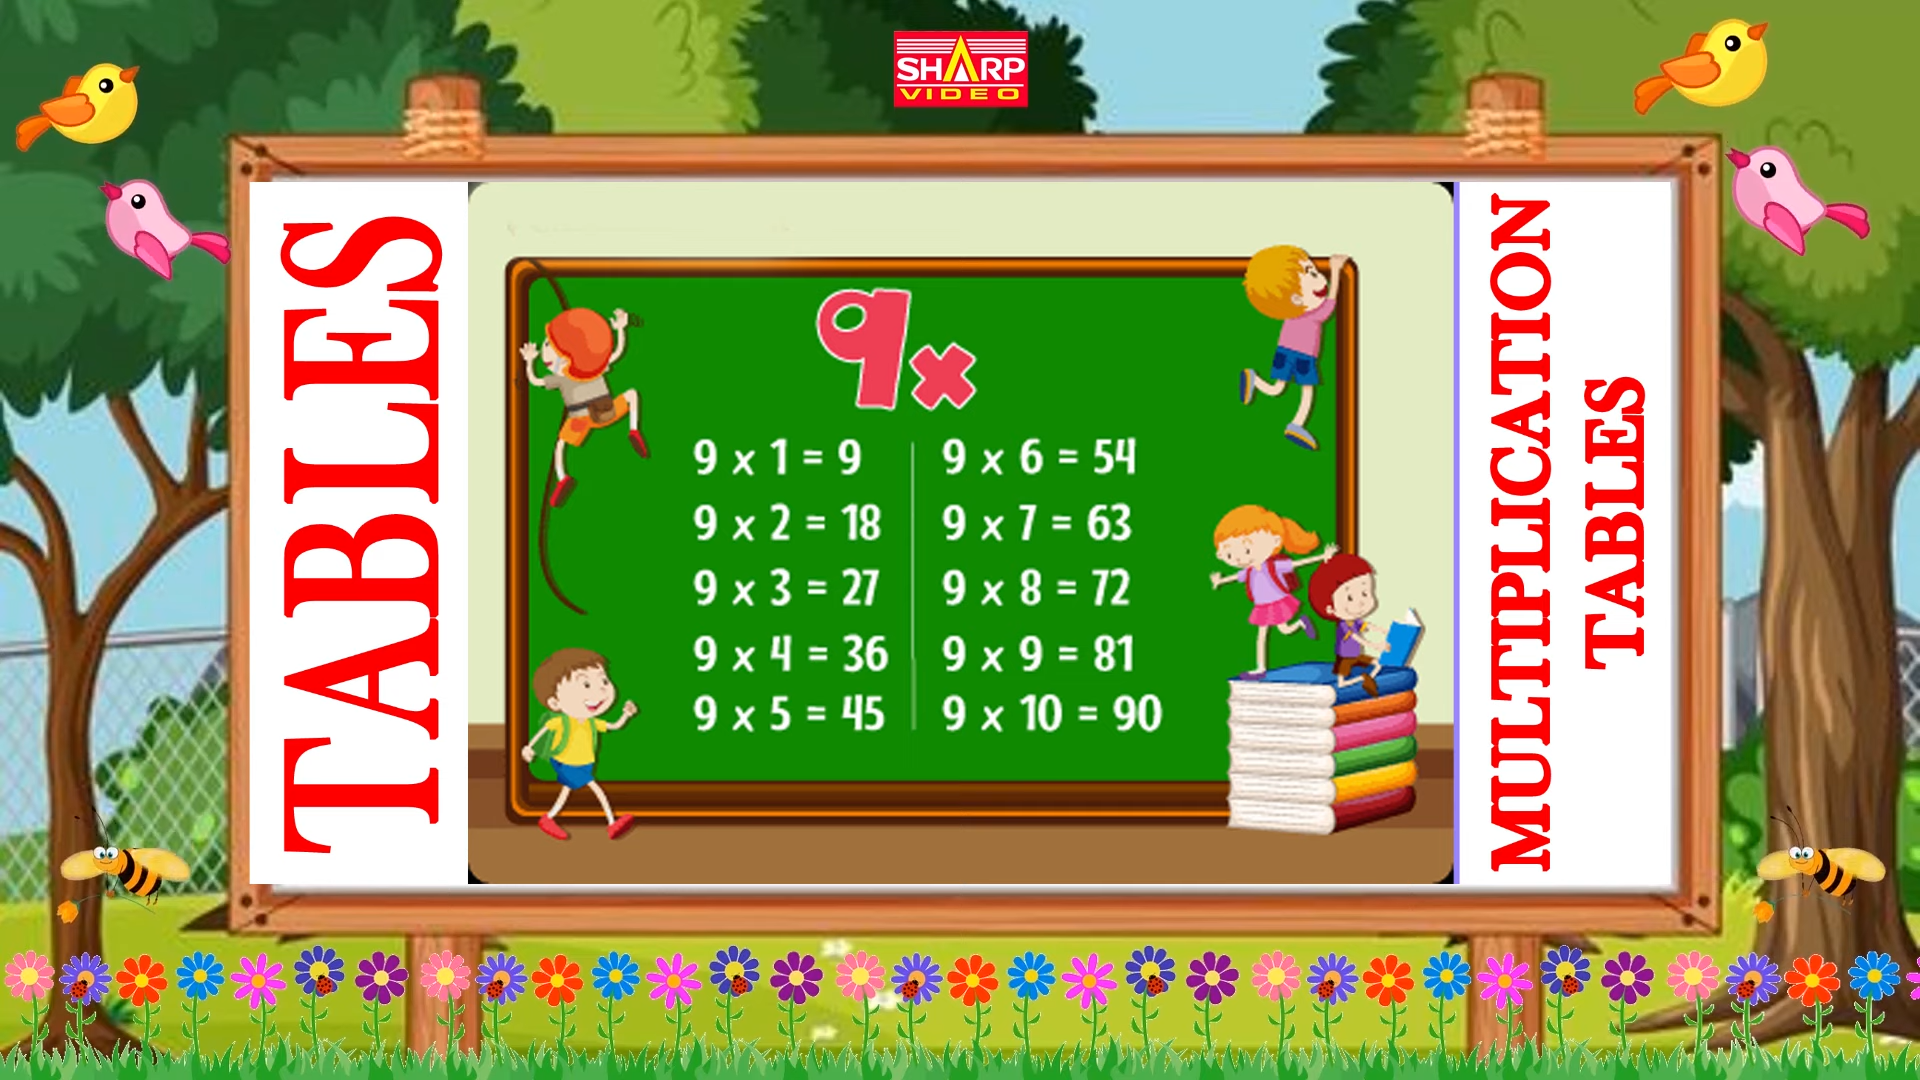 SHARP
VIDEO
TABLES
9x
9 x 1 = 9
9 x 2 = 18
9 x 3 = 27
9 x 4 = 36
9 x 5 = 45
9 x 6 = 54
9 x 7 = 63
9 x 8 = 72
9 x 9 = 81
9 x 10 = 90
MULTIPLICATION
TABLES